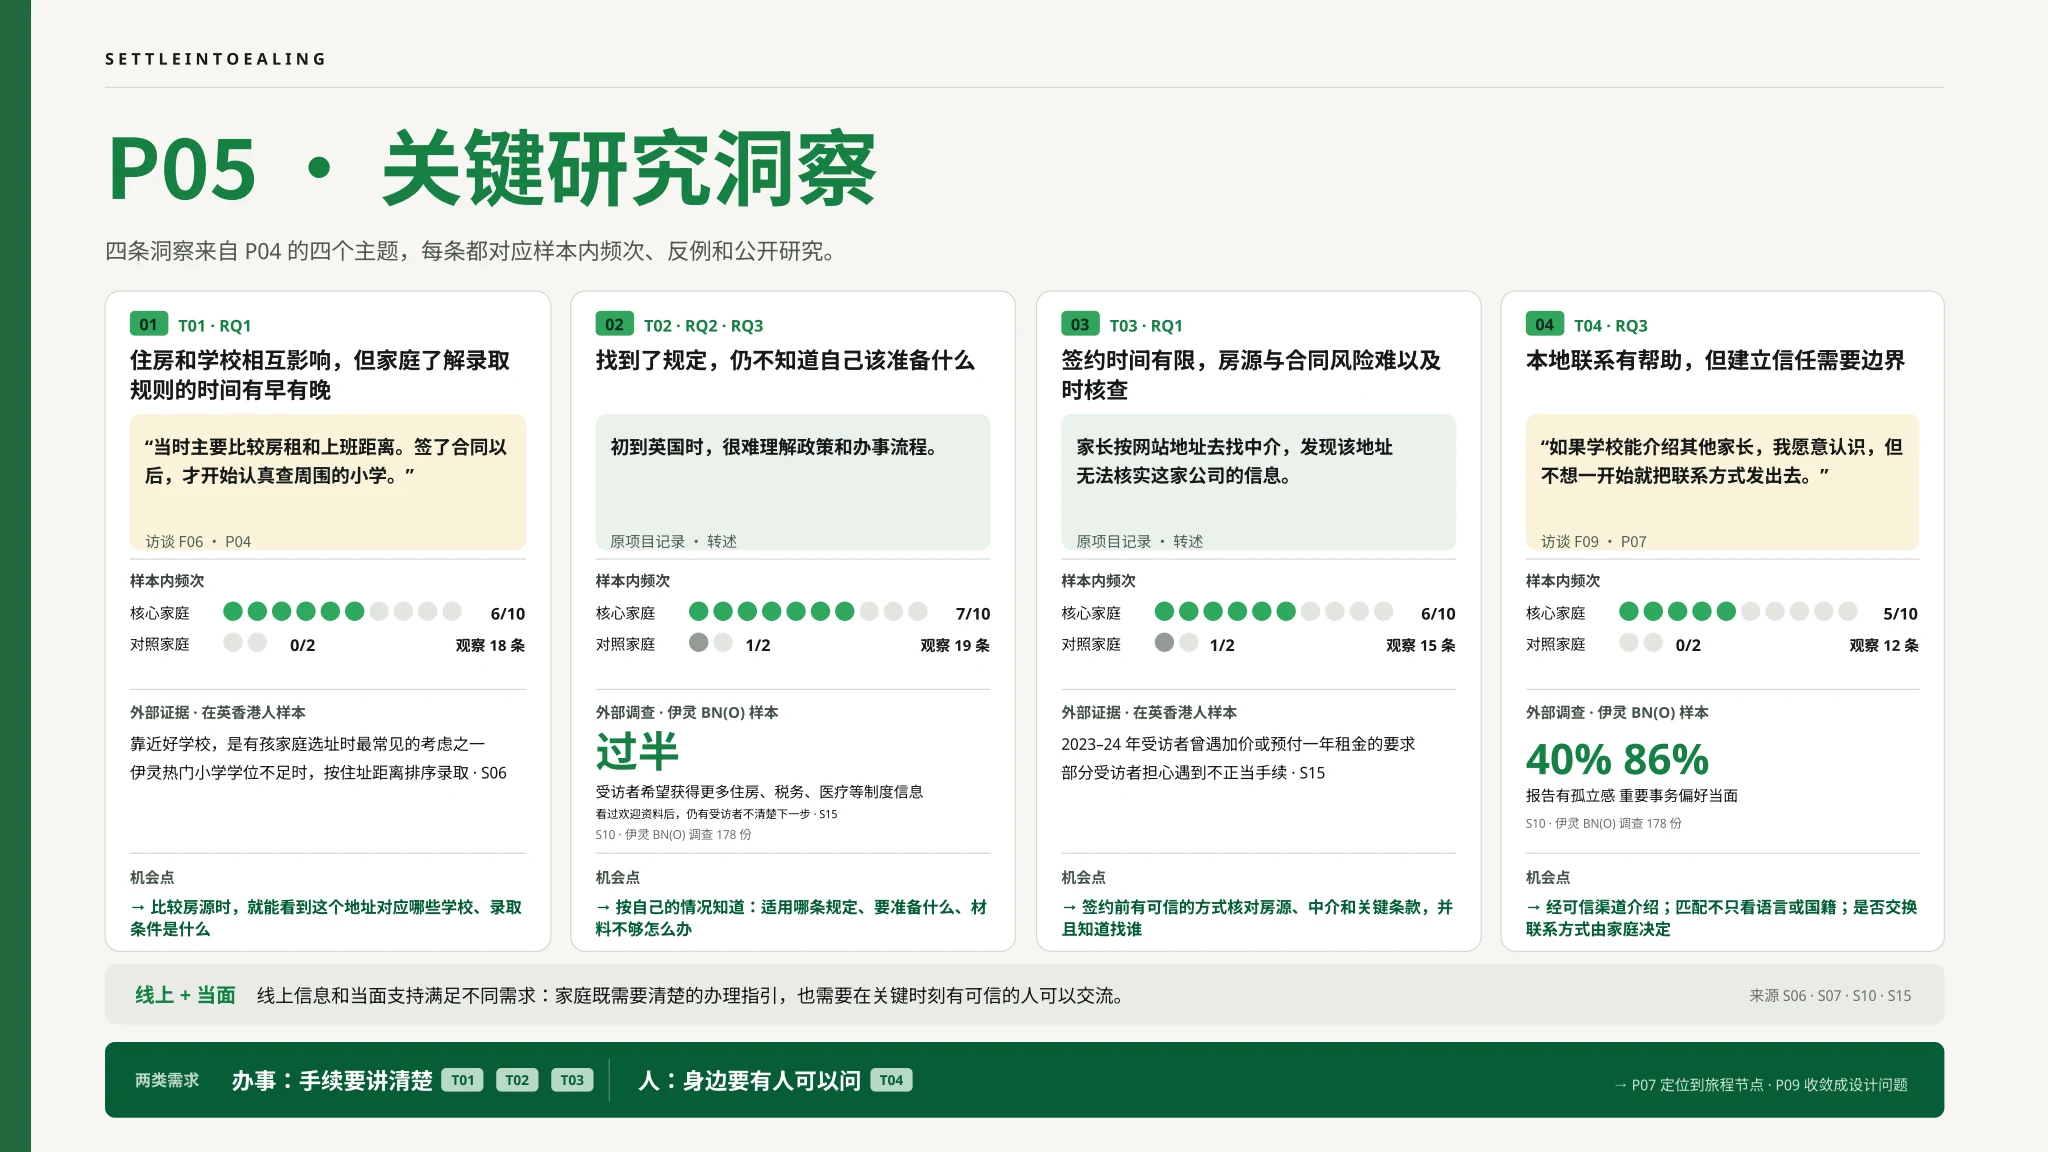 SETTLEINTOEALING
P05 · 关键研究洞察
四条洞察来自 P04 的四个主题，每条都对应样本内频次、反例和公开研究。
01 T01 · RQ1
住房和学校相互影响，但家庭了解录取
规则的时间有早有晚
“当时主要比较房租和上班距离。签了合同以
后，才开始认真查周围的小学。”
访谈 F06 · P04
样本内频次
核心家庭 6/10
对照家庭 0/2 观察 18 条
外部证据 · 在英香港人样本
靠近好学校，是有孩家庭选址时最常见的考虑之一
伊灵热门小学学位不足时，按住址距离排序录取 · S06
机会点
→ 比较房源时，就能看到这个地址对应哪些学校、录取
条件是什么
02 T02 · RQ2 · RQ3
找到了规定，仍不知道自己该准备什么
初到英国时，很难理解政策和办事流程。
原项目记录 · 转述
样本内频次
核心家庭 7/10
对照家庭 1/2 观察 19 条
外部调查 · 伊灵 BN(O) 样本
过半
受访者希望获得更多住房、税务、医疗等制度信息
看过欢迎资料后，仍有受访者不清楚下一步 · S15
S10 · 伊灵 BN(O) 调查 178 份
机会点
→ 按自己的情况知道：适用哪条规定、要准备什么、材
料不够怎么办
03 T03 · RQ1
签约时间有限，房源与合同风险难以及
时核查
家长按网站地址去找中介，发现该地址
无法核实这家公司的信息。
原项目记录 · 转述
样本内频次
核心家庭 6/10
对照家庭 1/2 观察 15 条
外部证据 · 在英香港人样本
2023–24 年受访者曾遇加价或预付一年租金的要求
部分受访者担心遇到不正当手续 · S15
机会点
→ 签约前有可信的方式核对房源、中介和关键条款，并
且知道找谁
04 T04 · RQ3
本地联系有帮助，但建立信任需要边界
“如果学校能介绍其他家长，我愿意认识，但
不想一开始就把联系方式发出去。”
访谈 F09 · P07
样本内频次
核心家庭 5/10
对照家庭 0/2 观察 12 条
外部调查 · 伊灵 BN(O) 样本
40% 86%
报告有孤立感 重要事务偏好当面
S10 · 伊灵 BN(O) 调查 178 份
机会点
→ 经可信渠道介绍；匹配不只看语言或国籍；是否交换
联系方式由家庭决定
线上 + 当面 线上信息和当面支持满足不同需求：家庭既需要清楚的办理指引，也需要在关键时刻有可信的人可以交流。 来源 S06 · S07 · S10 · S15
两类需求 办事：手续要讲清楚 T01 T02 T03 人：身边要有人可以问 T04 → P07 定位到旅程节点 · P09 收敛成设计问题